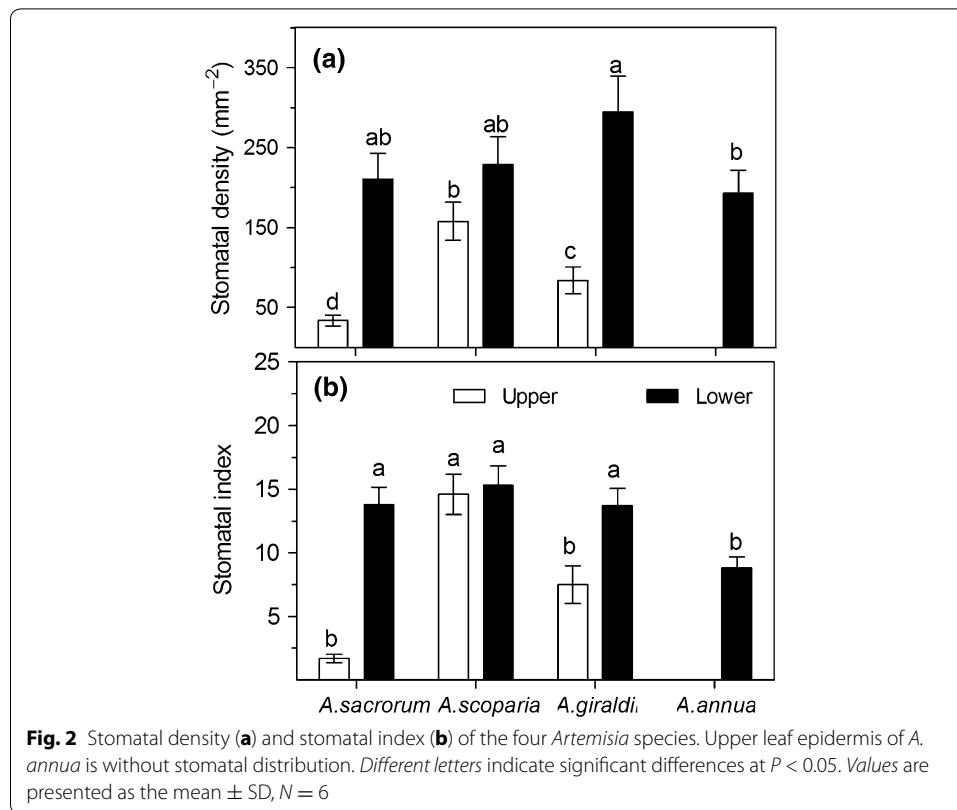 (a)
Stomatal density (mm−2)
350
250
150
50
d
ab
b
ab
c
a
b
(b)
Upper
Lower
Stomatal index
25
20
15
10
5
b
a
a
a
b
a
b
A.sacrorum A.scoparia A.giraldii A.annua
Fig. 2 Stomatal density (a) and stomatal index (b) of the four Artemisia species. Upper leaf epidermis of A.
annua is without stomatal distribution. Different letters indicate significant differences at P < 0.05. Values are
presented as the mean ± SD, N = 6